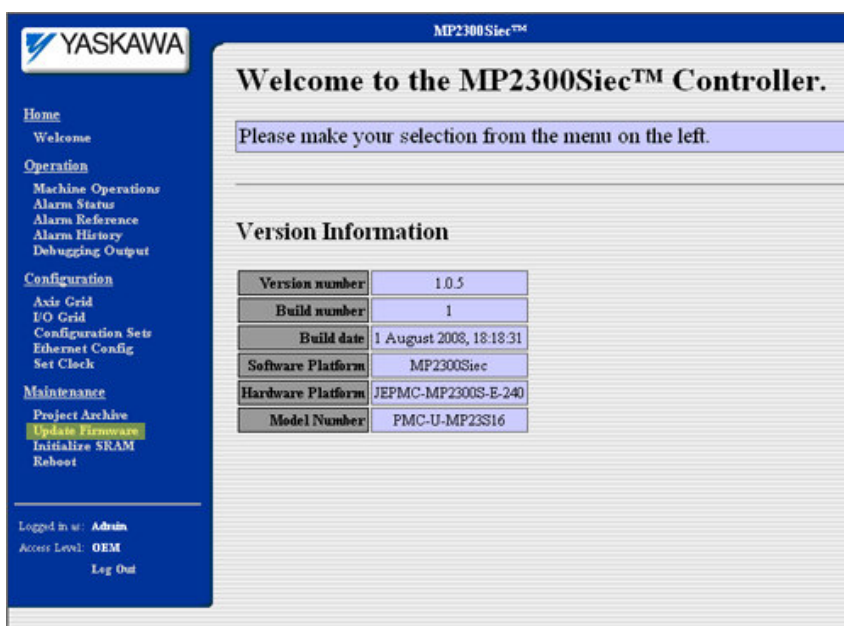 YASKAWA
MP2300Siec™
Home
Welcome
Operation
Machine Operations
Alarm Status
Alarm Reference
Alarm History
Debugging Output
Configuration
Axis Grid
I/O Grid
Configuration Sets
Ethernet Config
Set Clock
Maintenance
Project Archive
Update Firmware
Initialize SRAM
Reboot
Logged in as: Admin
Access Level: OEM
Log Out
Welcome to the MP2300Siec™ Controller.
Please make your selection from the menu on the left.
Version Information
Version number 1.0.5
Build number 1
Build date 1 August 2008, 18:18:31
Software Platform MP2300Siec
Hardware Platform JEPMC-MP2300S-E-240
Model Number PMC-U-MP23S16